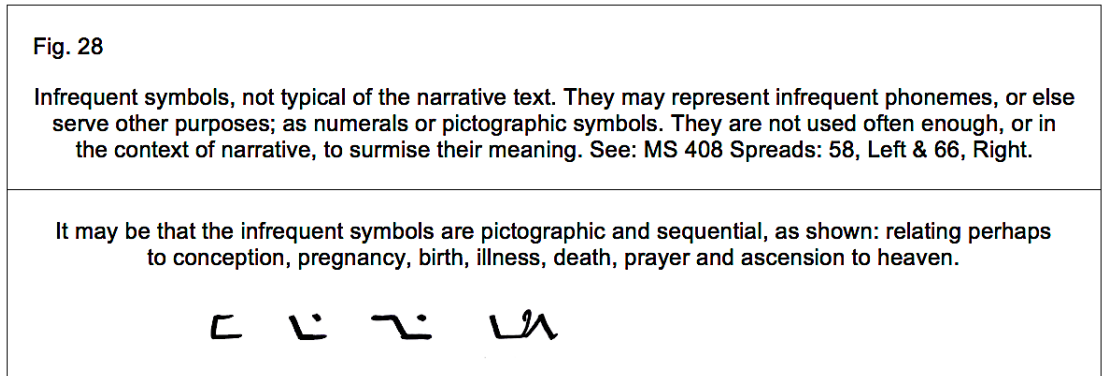 Fig. 28
Infrequent symbols, not typical of the narrative text. They may represent infrequent phonemes, or else
serve other purposes; as numerals or pictographic symbols. They are not used often enough, or in
the context of narrative, to surmise their meaning. See: MS 408 Spreads: 58, Left & 66, Right.
It may be that the infrequent symbols are pictographic and sequential, as shown: relating perhaps
to conception, pregnancy, birth, illness, death, prayer and ascension to heaven.